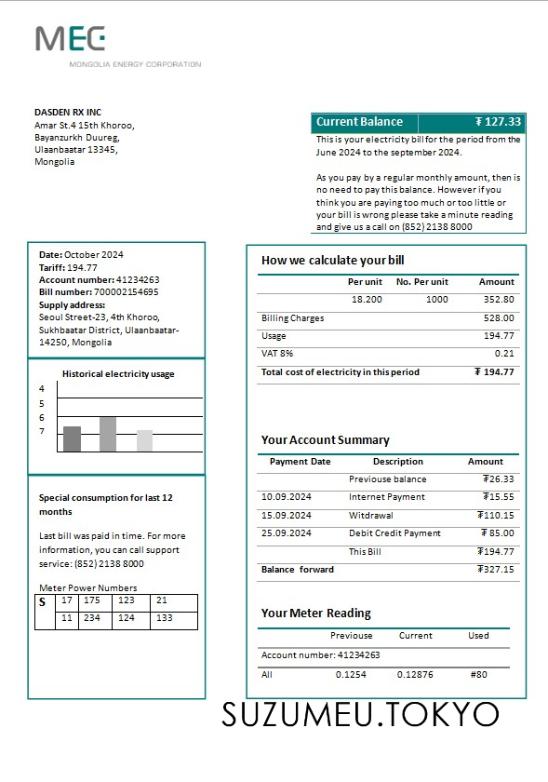 MEC
MONGOLIA ENERGY CORPORATION
DASDEN RX INC
Amar St.4 15th Khoroo,
Bayanzurkh Duureg,
Ulaanbaatar 13345,
Mongolia
Current Balance ₮ 127.33
This is your electricity bill for the period from the
June 2024 to the september 2024.
As you pay by a regular monthly amount, then is
no need to pay this balance. However if you
think you are paying too much or too little or
your bill is wrong please take a minute reading
and give us a call on (852) 2138 8000
Date: October 2024
Tariff: 194.77
Account number: 41234263
Bill number: 700002154695
Supply address:
Seoul Street-23, 4th Khoroo,
Sukhbaatar District, Ulaanbaatar-
14250, Mongolia
Historical electricity usage
4
5
6
7
Special consumption for last 12
months
Last bill was paid in time. For more
information, you can call support
service: (852) 2138 8000
Meter Power Numbers
S 17 175 123 21
11 234 124 133
How we calculate your bill
Per unit No. Per unit Amount
18.200 1000 352.80
Billing Charges 528.00
Usage 194.77
VAT 8% 0.21
Total cost of electricity in this period ₮ 194.77
Your Account Summary
Payment Date Description Amount
Previouse balance ₮26.33
10.09.2024 Internet Payment ₮15.55
15.09.2024 Witdrawal ₮110.15
25.09.2024 Debit Credit Payment ₮ 85.00
This Bill ₮194.77
Balance forward ₮327.15
Your Meter Reading
Previouse Current Used
Account number: 41234263
All 0.1254 0.12876 #80
SUZUMEU.TOKYO